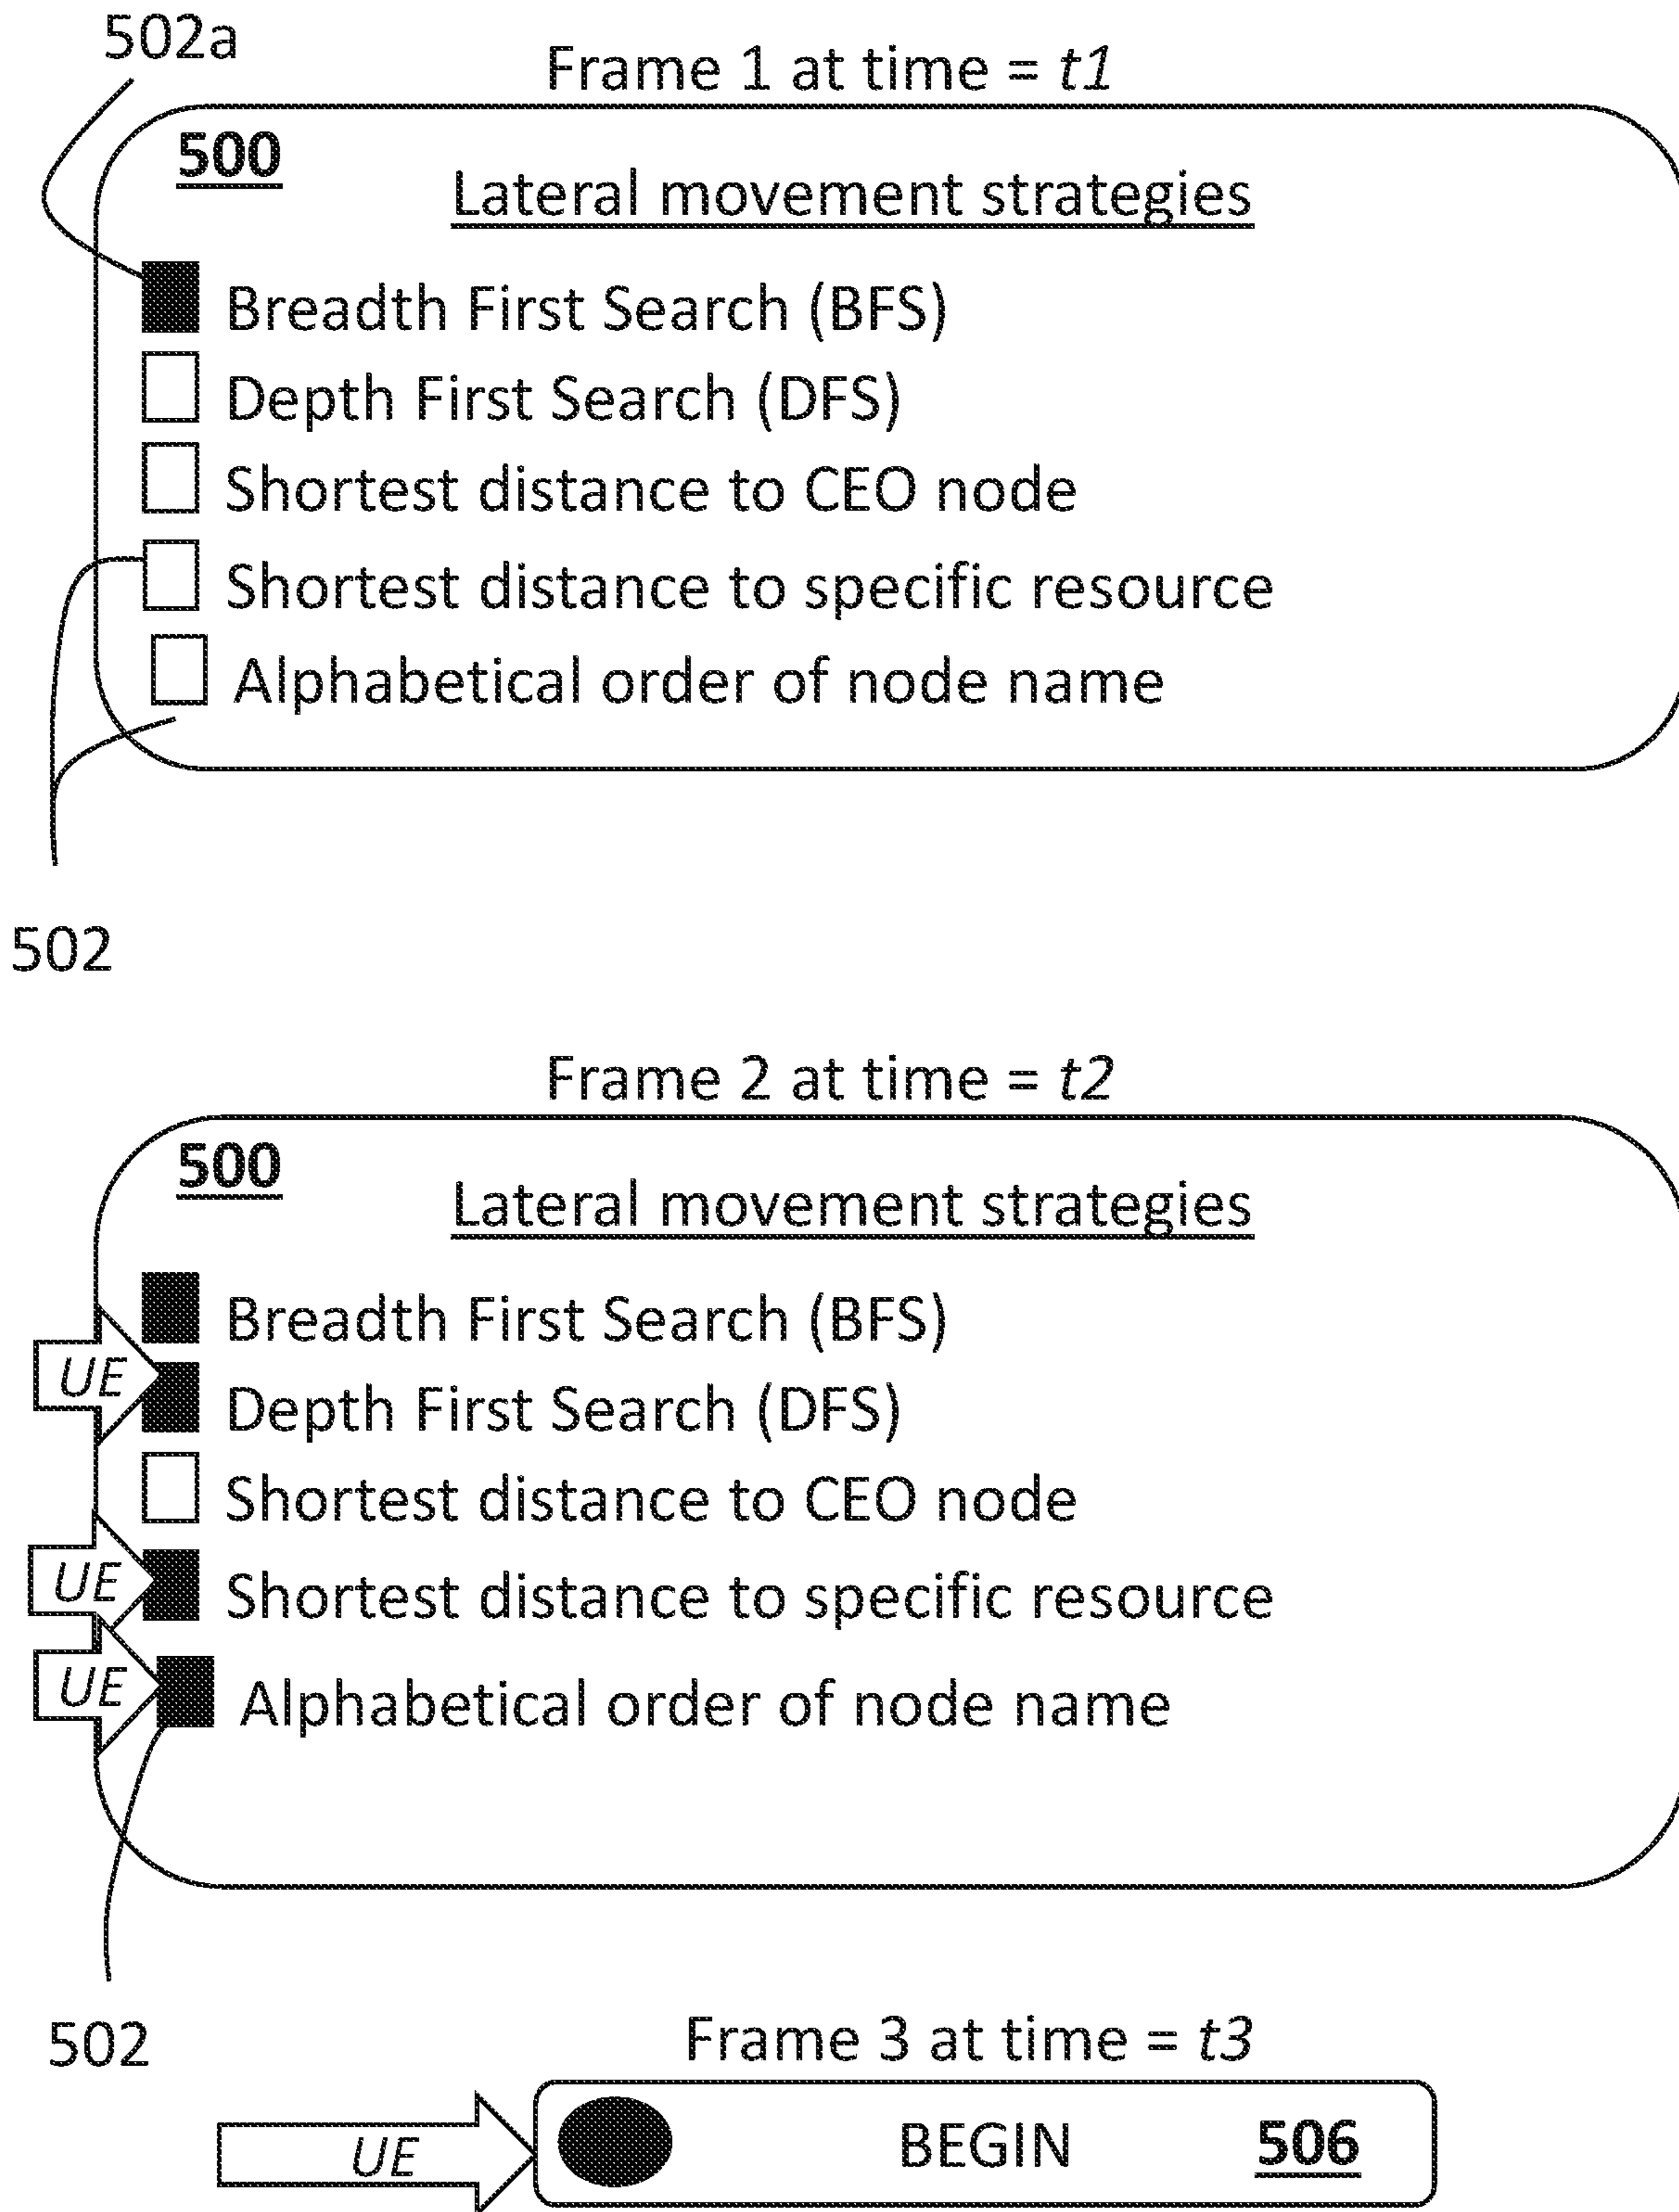 502a
Frame 1 at time = t1
500
Lateral movement strategies
Breadth First Search (BFS)
Depth First Search (DFS)
Shortest distance to CEO node
Shortest distance to specific resource
Alphabetical order of node name
502
Frame 2 at time = t2
500
Lateral movement strategies
Breadth First Search (BFS)
UE
Depth First Search (DFS)
Shortest distance to CEO node
UE
Shortest distance to specific resource
UE
Alphabetical order of node name
502
Frame 3 at time = t3
UE
BEGIN
506